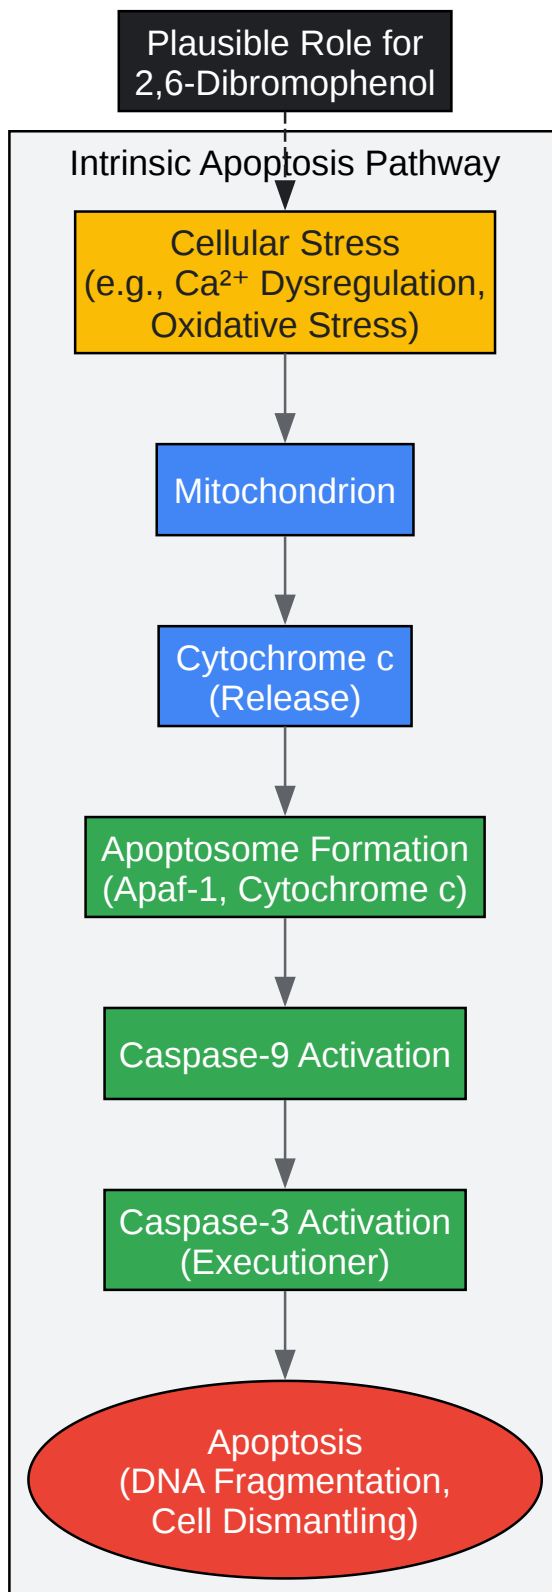 Plausible Role for
2,6-Dibromophenol
Intrinsic Apoptosis Pathway
Cellular Stress
(e.g., Ca²⁺ Dysregulation,
Oxidative Stress)
Mitochondrion
Cytochrome c
(Release)
Apoptosome Formation
(Apaf-1, Cytochrome c)
Caspase-9 Activation
Caspase-3 Activation
(Executioner)
Apoptosis
(DNA Fragmentation,
Cell Dismantling)